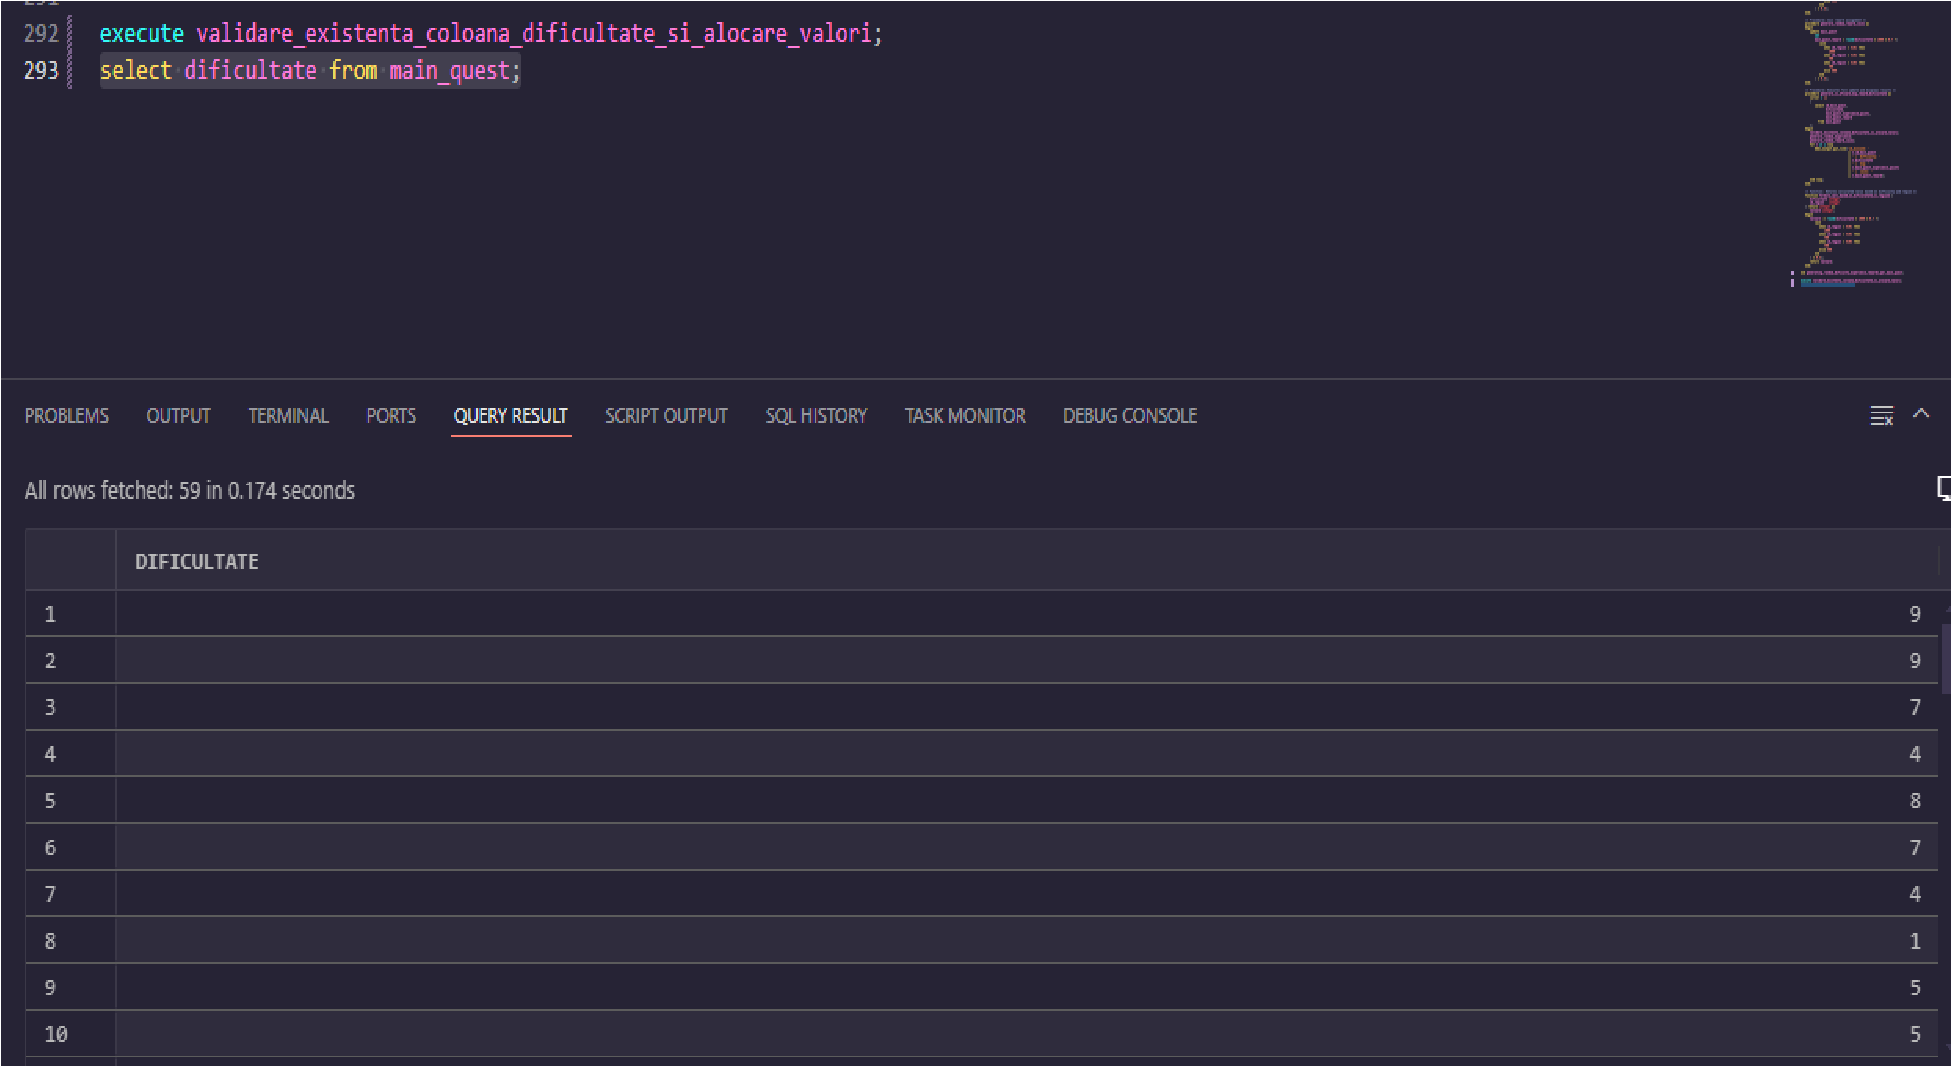 292 execute validare_existenta_coloana_dificultate_si_alocare_valori;
293 select dificultate from main_quest;
PROBLEMS OUTPUT TERMINAL PORTS QUERY RESULT SCRIPT OUTPUT SQL HISTORY TASK MONITOR DEBUG CONSOLE
All rows fetched: 59 in 0.174 seconds
DIFICULTATE
1 9
2 9
3 7
4 4
5 8
6 7
7 4
8 1
9 5
10 5